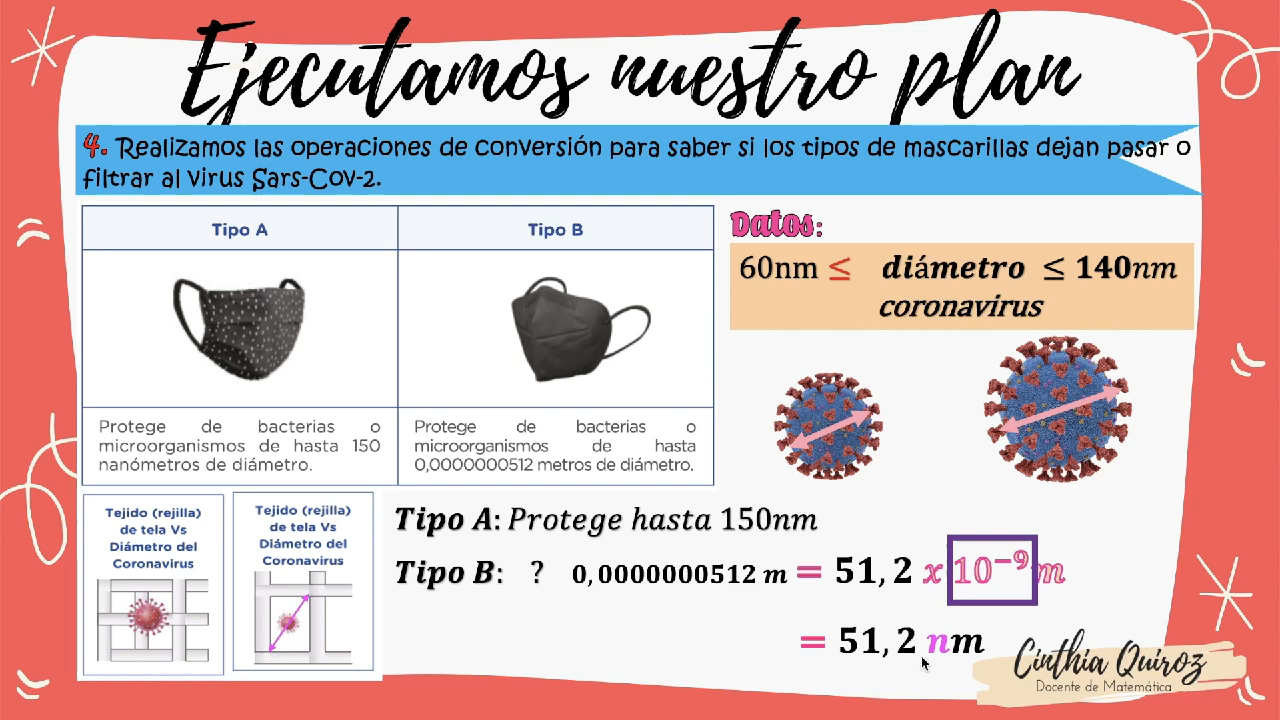 Ejecutamos nuestro plan
4. Realizamos las operaciones de conversión para saber si los tipos de mascarillas dejan pasar o
filtrar al virus Sars-Cov-2.
Tipo A
Tipo B
Protege de bacterias o
microorganismos de hasta 150
nanómetros de diámetro.
Protege de bacterias o
microorganismos de hasta
0,0000000512 metros de diámetro.
Datos:
60nm ≤ diámetro ≤ 140nm
coronavirus
Tejido (rejilla)
de tela Vs
Diámetro del
Coronavirus
Tejido (rejilla)
de tela Vs
Diámetro del
Coronavirus
Tipo A: Protege hasta 150nm
Tipo B: ? 0,0000000512 m = 51,2 x 10⁻⁹ m
= 51,2 nm
Cinthia Quiroz
Docente de Matemática